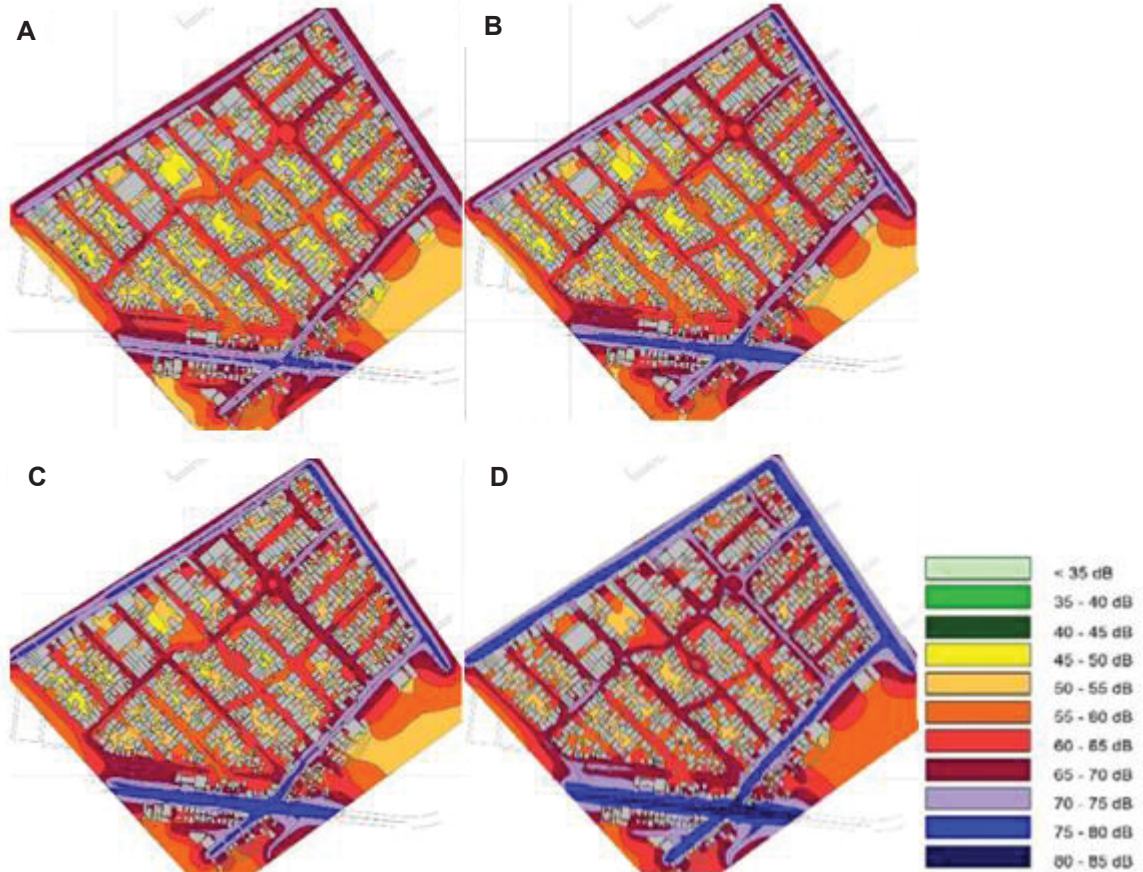 A
B
C
D
< 35 dB
35 - 40 dB
40 - 45 dB
45 - 50 dB
50 - 55 dB
55 - 60 dB
60 - 65 dB
65 - 70 dB
70 - 75 dB
75 - 80 dB
80 - 85 dB